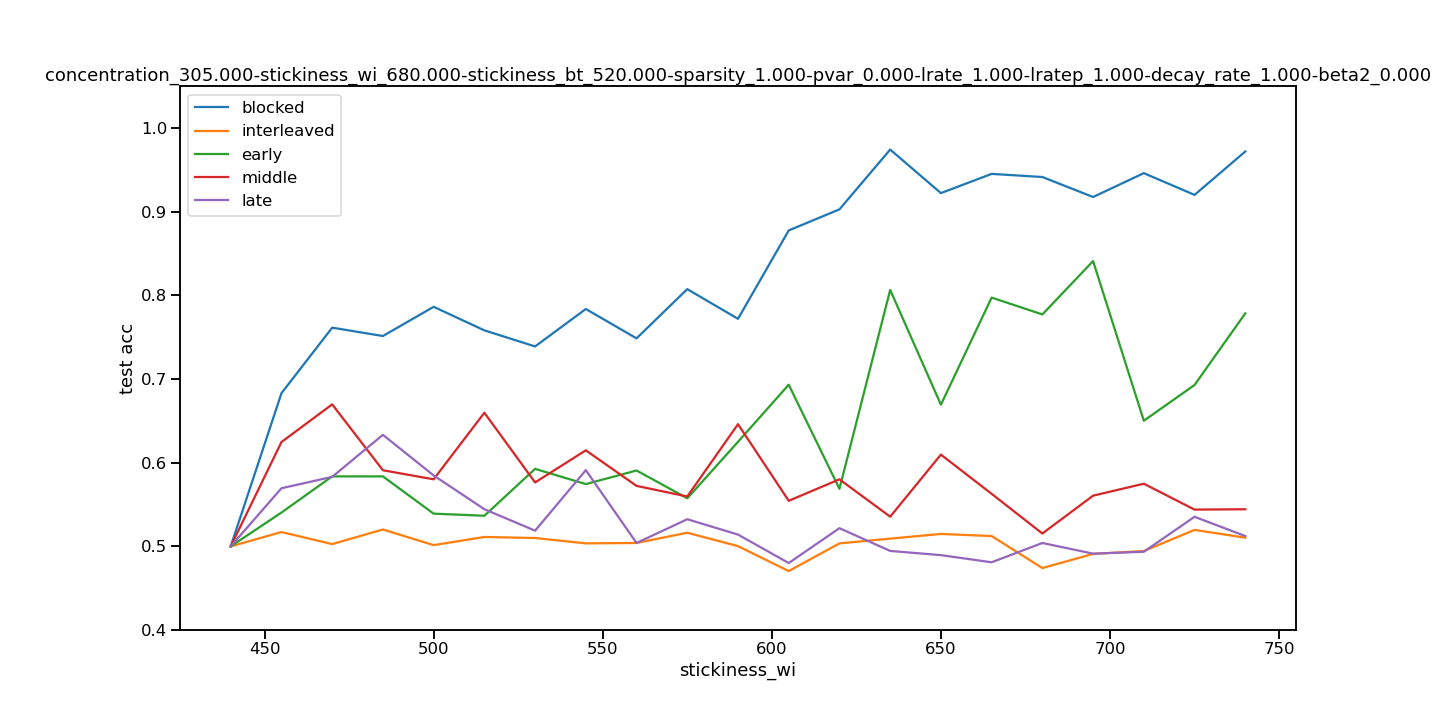 concentration_305.000-stickiness_wi_680.000-stickiness_bt_520.000-sparsity_1.000-pvar_0.000-lrate_1.000-lratep_1.000-decay_rate_1.000-beta2_0.000
blocked
interleaved
early
middle
late
1.0
0.9
0.8
0.7
0.6
0.5
0.4
test acc
450
500
550
600
650
700
750
stickiness_wi